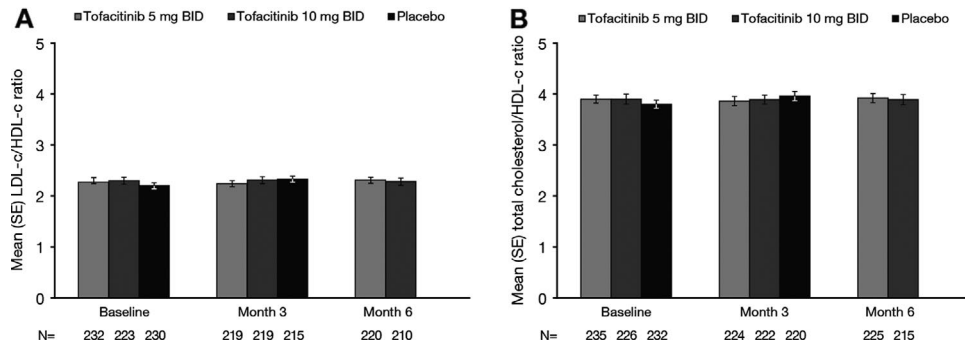 A
Tofacitinib 5 mg BID Tofacitinib 10 mg BID Placebo
Mean (SE) LDL-c/HDL-c ratio
5
4
3
2
1
0
Baseline Month 3 Month 6
N= 232 223 230 219 219 215 220 210
B
Tofacitinib 5 mg BID Tofacitinib 10 mg BID Placebo
Mean (SE) total cholesterol/HDL-c ratio
5
4
3
2
1
0
Baseline Month 3 Month 6
N= 235 226 232 224 222 220 225 215